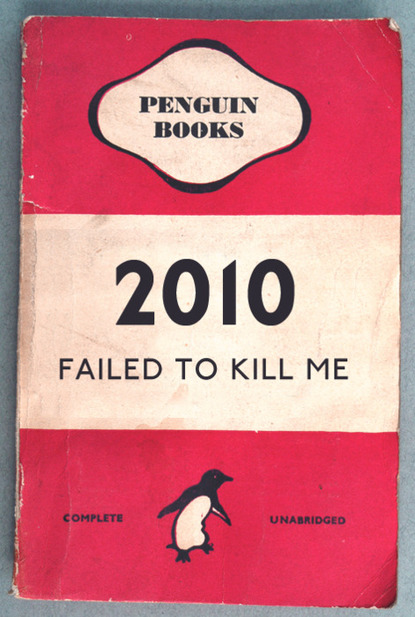 PENGUIN
BOOKS
2010
FAILED TO KILL ME
COMPLETE
UNABRIDGED